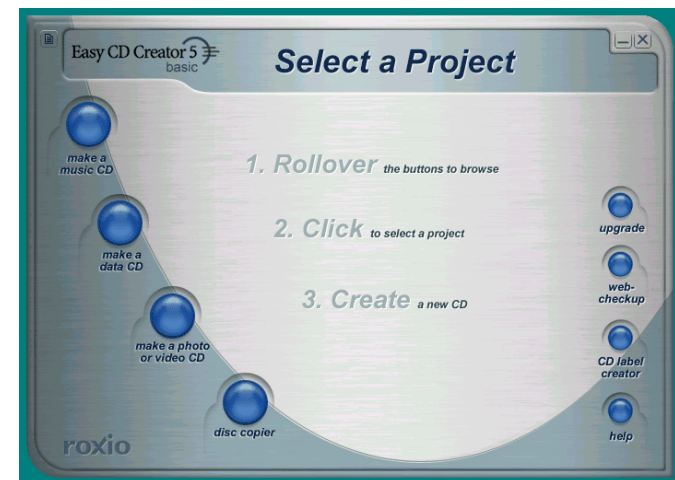 Easy CD Creator 5
basic
Select a Project
make a
music CD
1. Rollover the buttons to browse
make a
data CD
2. Click to select a project
upgrade
3. Create a new CD
web-
checkup
make a photo
or video CD
CD label
creator
disc copier
help
roxio